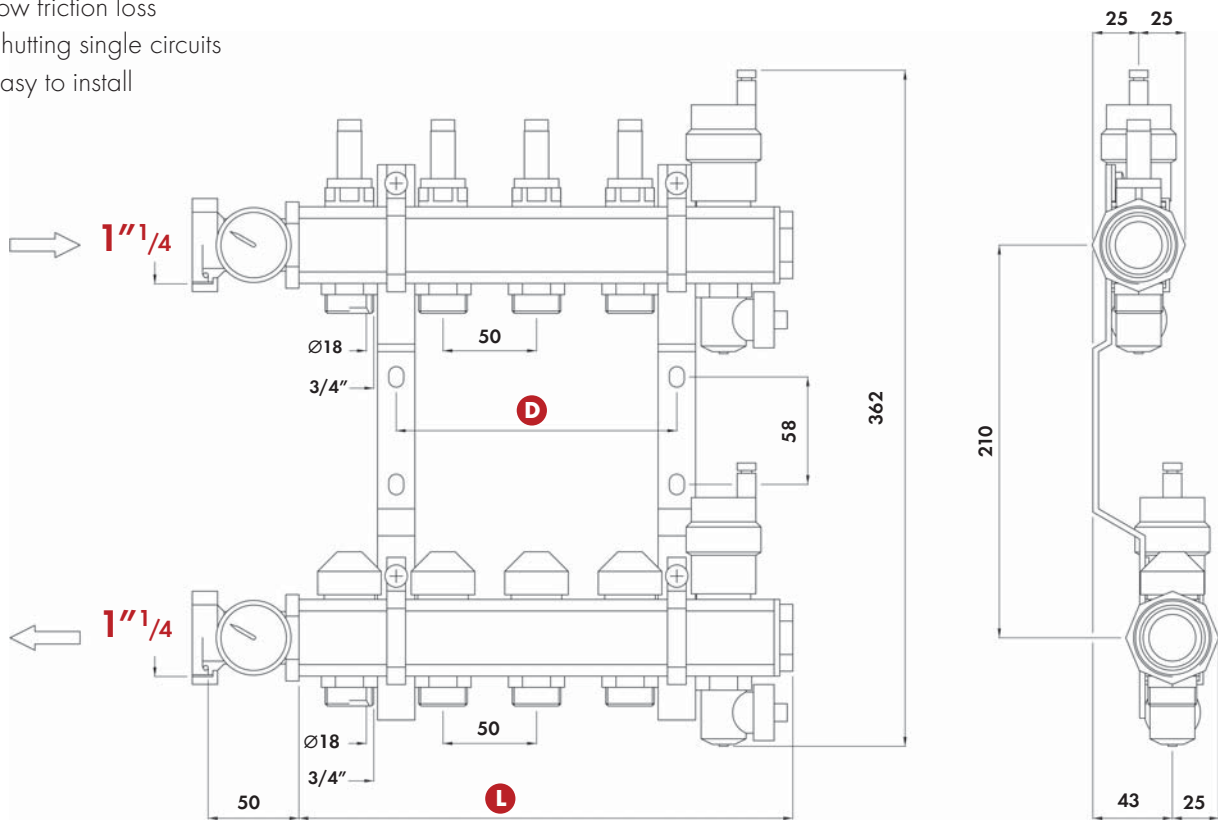 ow friction loss
hutting single circuits
asy to install
25 25
1″1/4
Ø18
50
3/4″
D
58
362
210
1″1/4
Ø18
50
3/4″
50
L
43 25